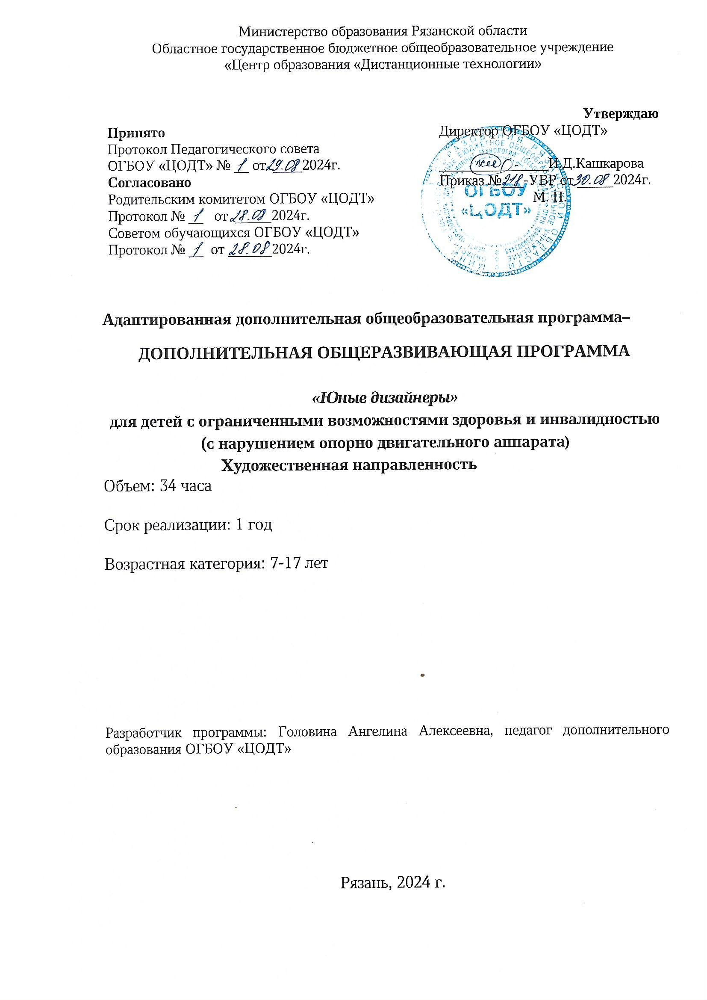 Министерство образования Рязанской области
Областное государственное бюджетное общеобразовательное учреждение
«Центр образования «Дистанционные технологии»
Утверждаю
Принято
Протокол Педагогического совета
ОГБОУ «ЦОДТ» № 1 от 29.08 2024г.
Согласовано
Родительским комитетом ОГБОУ «ЦОДТ»
Протокол № 1 от 28.08 2024г.
Советом обучающихся ОГБОУ «ЦОДТ»
Протокол № 1 от 28.08 2024г.
Директор ОГБОУ «ЦОДТ»
И.Д.Кашкарова
Приказ № 218-УВР от 30.08 2024г.
М. П.
ОГБОУ
«ЦОДТ»
Адаптированная дополнительная общеобразовательная программа–
ДОПОЛНИТЕЛЬНАЯ ОБЩЕРАЗВИВАЮЩАЯ ПРОГРАММА
«Юные дизайнеры»
для детей с ограниченными возможностями здоровья и инвалидностью
(с нарушением опорно двигательного аппарата)
Художественная направленность
Объем: 34 часа
Срок реализации: 1 год
Возрастная категория: 7-17 лет
Разработчик программы: Головина Ангелина Алексеевна, педагог дополнительного
образования ОГБОУ «ЦОДТ»
Рязань, 2024 г.